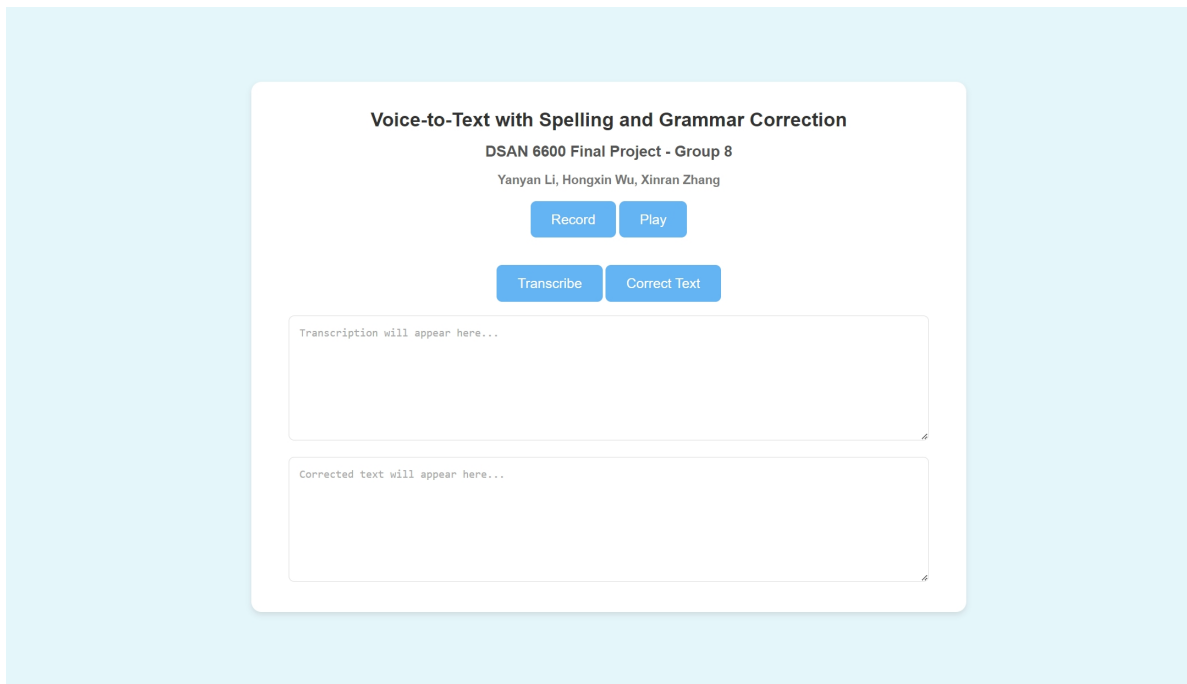 Voice-to-Text with Spelling and Grammar Correction
DSAN 6600 Final Project - Group 8
Yanyan Li, Hongxin Wu, Xinran Zhang
Record Play
Transcribe Correct Text
Transcription will appear here...
Corrected text will appear here...